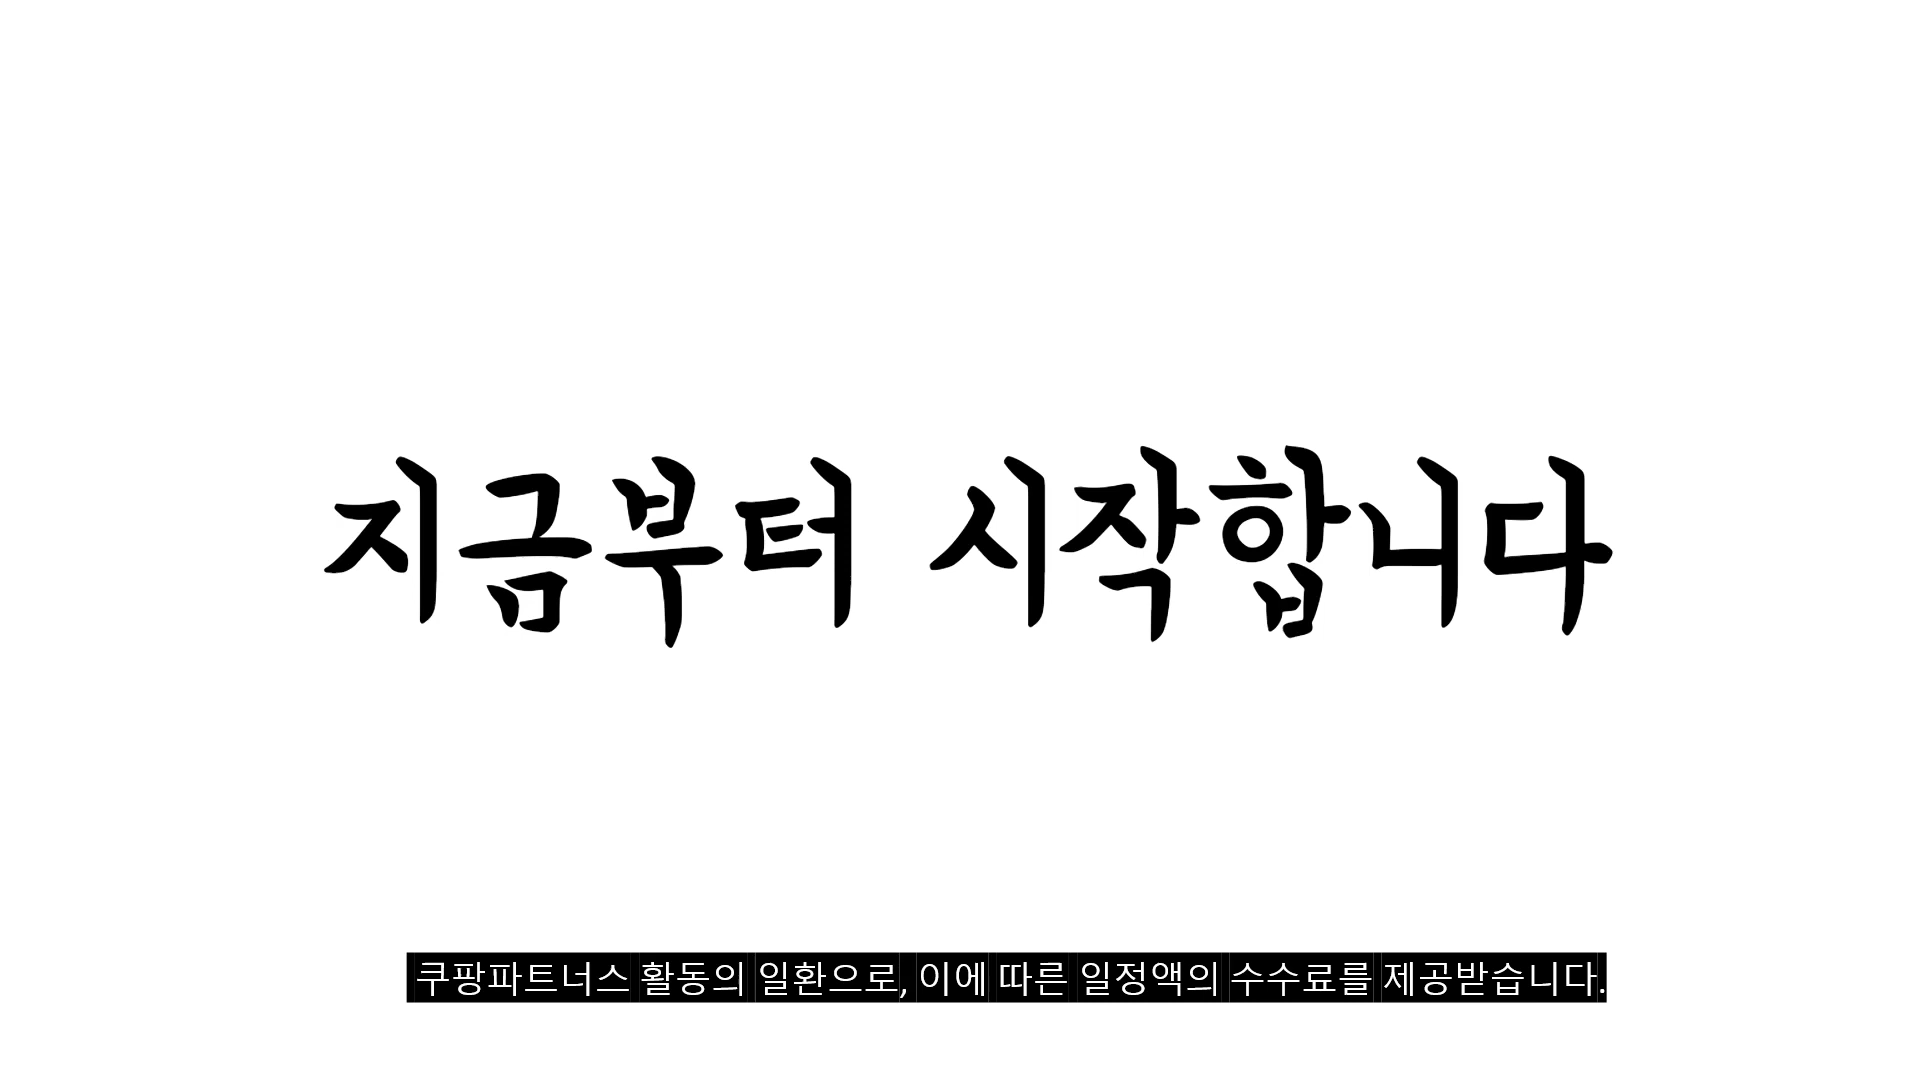 지금부터 시작합니다
쿠팡파트너스 활동의 일환으로, 이에 따른 일정액의 수수료를 제공받습니다.